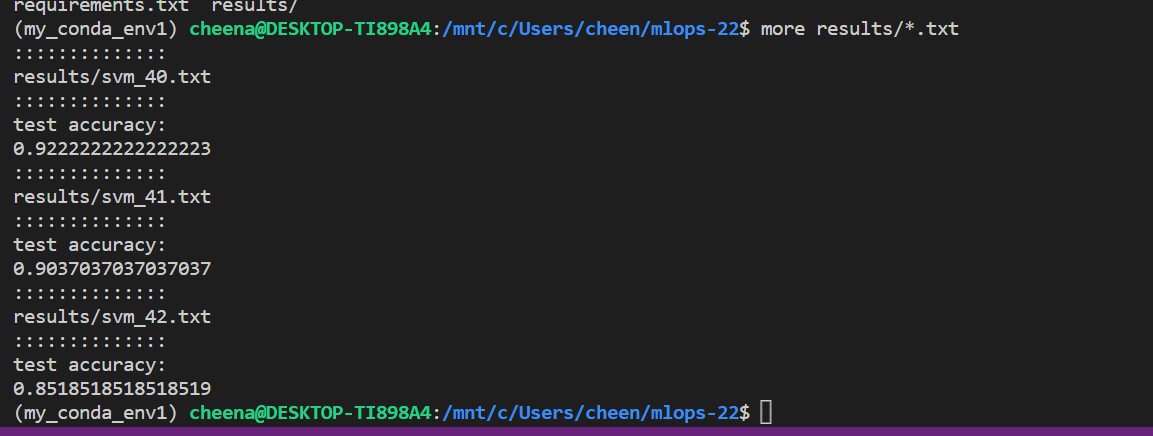 requirements.txt  results/
(my_conda_env1) cheena@DESKTOP-TI898A4:/mnt/c/Users/cheen/mlops-22$ more results/*.txt
::::::::::::::
results/svm_40.txt
::::::::::::::
test accuracy:
0.9222222222222223
::::::::::::::
results/svm_41.txt
::::::::::::::
test accuracy:
0.9037037037037037
::::::::::::::
results/svm_42.txt
::::::::::::::
test accuracy:
0.8518518518518519
(my_conda_env1) cheena@DESKTOP-TI898A4:/mnt/c/Users/cheen/mlops-22$